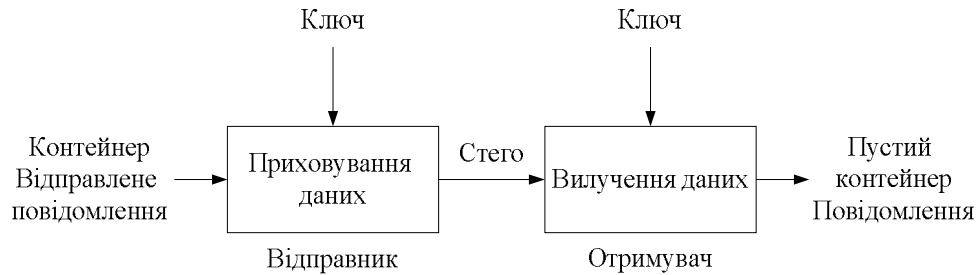 Ключ
Ключ
Контейнер
Відправлене
повідомлення
Приховування
даних
Стего
Вилучення даних
Пустий
контейнер
Повідомлення
Відправник
Отримувач